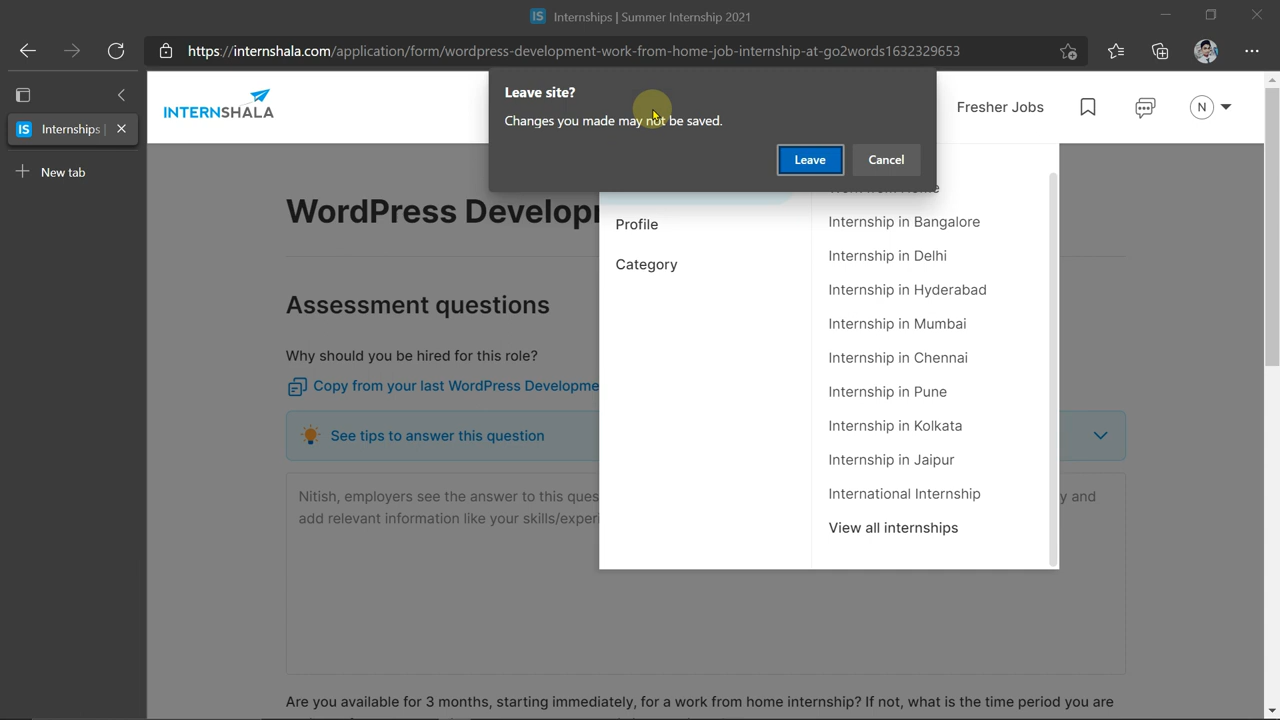 IS Internships | Summer Internship 2021
https://internshala.com/application/form/wordpress-development-work-from-home-job-internship-at-go2words1632329653
IS Internships |
New tab
INTERNSHALA
Leave site?
Changes you made may not be saved.
Leave
Cancel
Fresher Jobs
N
WordPress Develop
Profile
Category
Internship in Bangalore
Internship in Delhi
Internship in Hyderabad
Internship in Mumbai
Internship in Chennai
Internship in Pune
Internship in Kolkata
Internship in Jaipur
International Internship
View all internships
Assessment questions
Why should you be hired for this role?
Copy from your last WordPress Developme
See tips to answer this question
Nitish, employers see the answer to this ques
y and
add relevant information like your skills/experi
Are you available for 3 months, starting immediately, for a work from home internship? If not, what is the time period you are